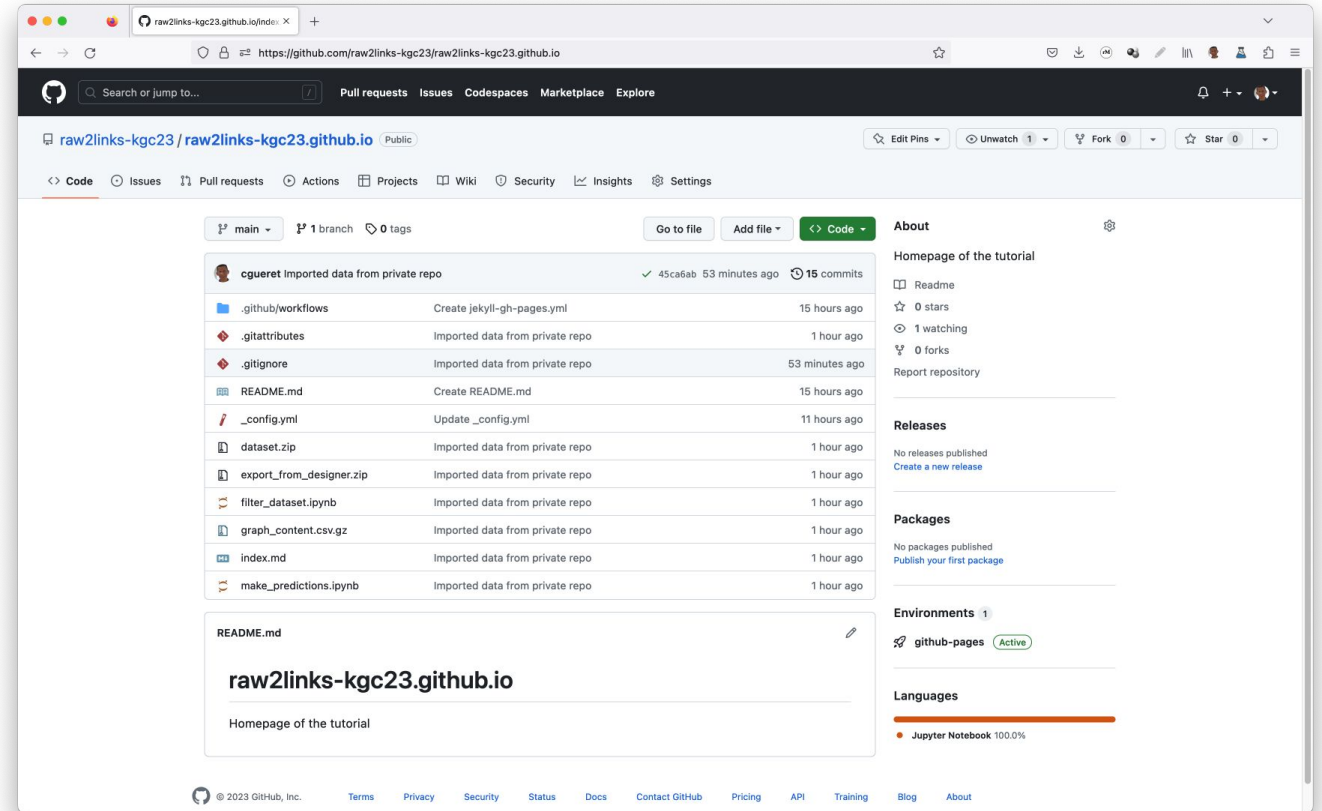 raw2links-kgc23.github.io/index
https://github.com/raw2links-kgc23/raw2links-kgc23.github.io
Search or jump to... / Pull requests Issues Codespaces Marketplace Explore
raw2links-kgc23 / raw2links-kgc23.github.io Public Edit Pins Unwatch 1 Fork 0 Star 0
<> Code Issues Pull requests Actions Projects Wiki Security Insights Settings
main 1 branch 0 tags Go to file Add file <> Code
cgueret Imported data from private repo 45ca6ab 53 minutes ago 15 commits
.github/workflows Create jekyll-gh-pages.yml 15 hours ago
.gitattributes Imported data from private repo 1 hour ago
.gitignore Imported data from private repo 53 minutes ago
README.md Create README.md 15 hours ago
_config.yml Update _config.yml 11 hours ago
dataset.zip Imported data from private repo 1 hour ago
export_from_designer.zip Imported data from private repo 1 hour ago
filter_dataset.ipynb Imported data from private repo 1 hour ago
graph_content.csv.gz Imported data from private repo 1 hour ago
index.md Imported data from private repo 1 hour ago
make_predictions.ipynb Imported data from private repo 1 hour ago
README.md
raw2links-kgc23.github.io
Homepage of the tutorial
About
Homepage of the tutorial
Readme
0 stars
1 watching
0 forks
Report repository
Releases
No releases published
Create a new release
Packages
No packages published
Publish your first package
Environments 1
github-pages Active
Languages
Jupyter Notebook 100.0%
© 2023 GitHub, Inc. Terms Privacy Security Status Docs Contact GitHub Pricing API Training Blog About